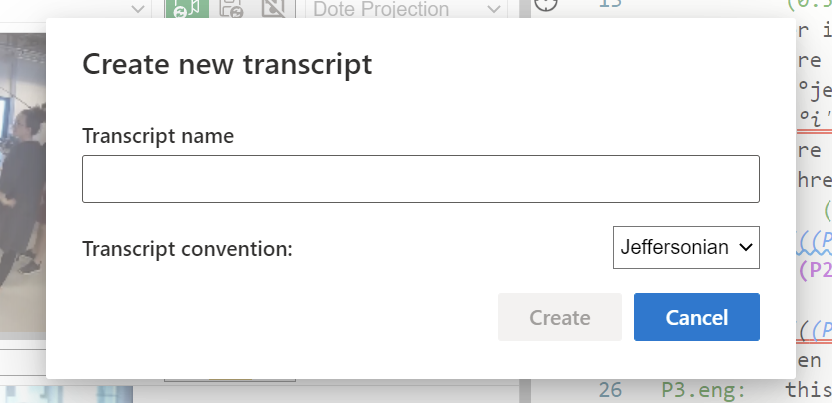 Dote Projection
13 (0.5
Create new transcript
r i
re
°je
Transcript name
°i'
re
hre
(
Transcript convention:
Jeffersonian
((P
(P2
Create
Cancel
((P
en
26 P3.eng: this